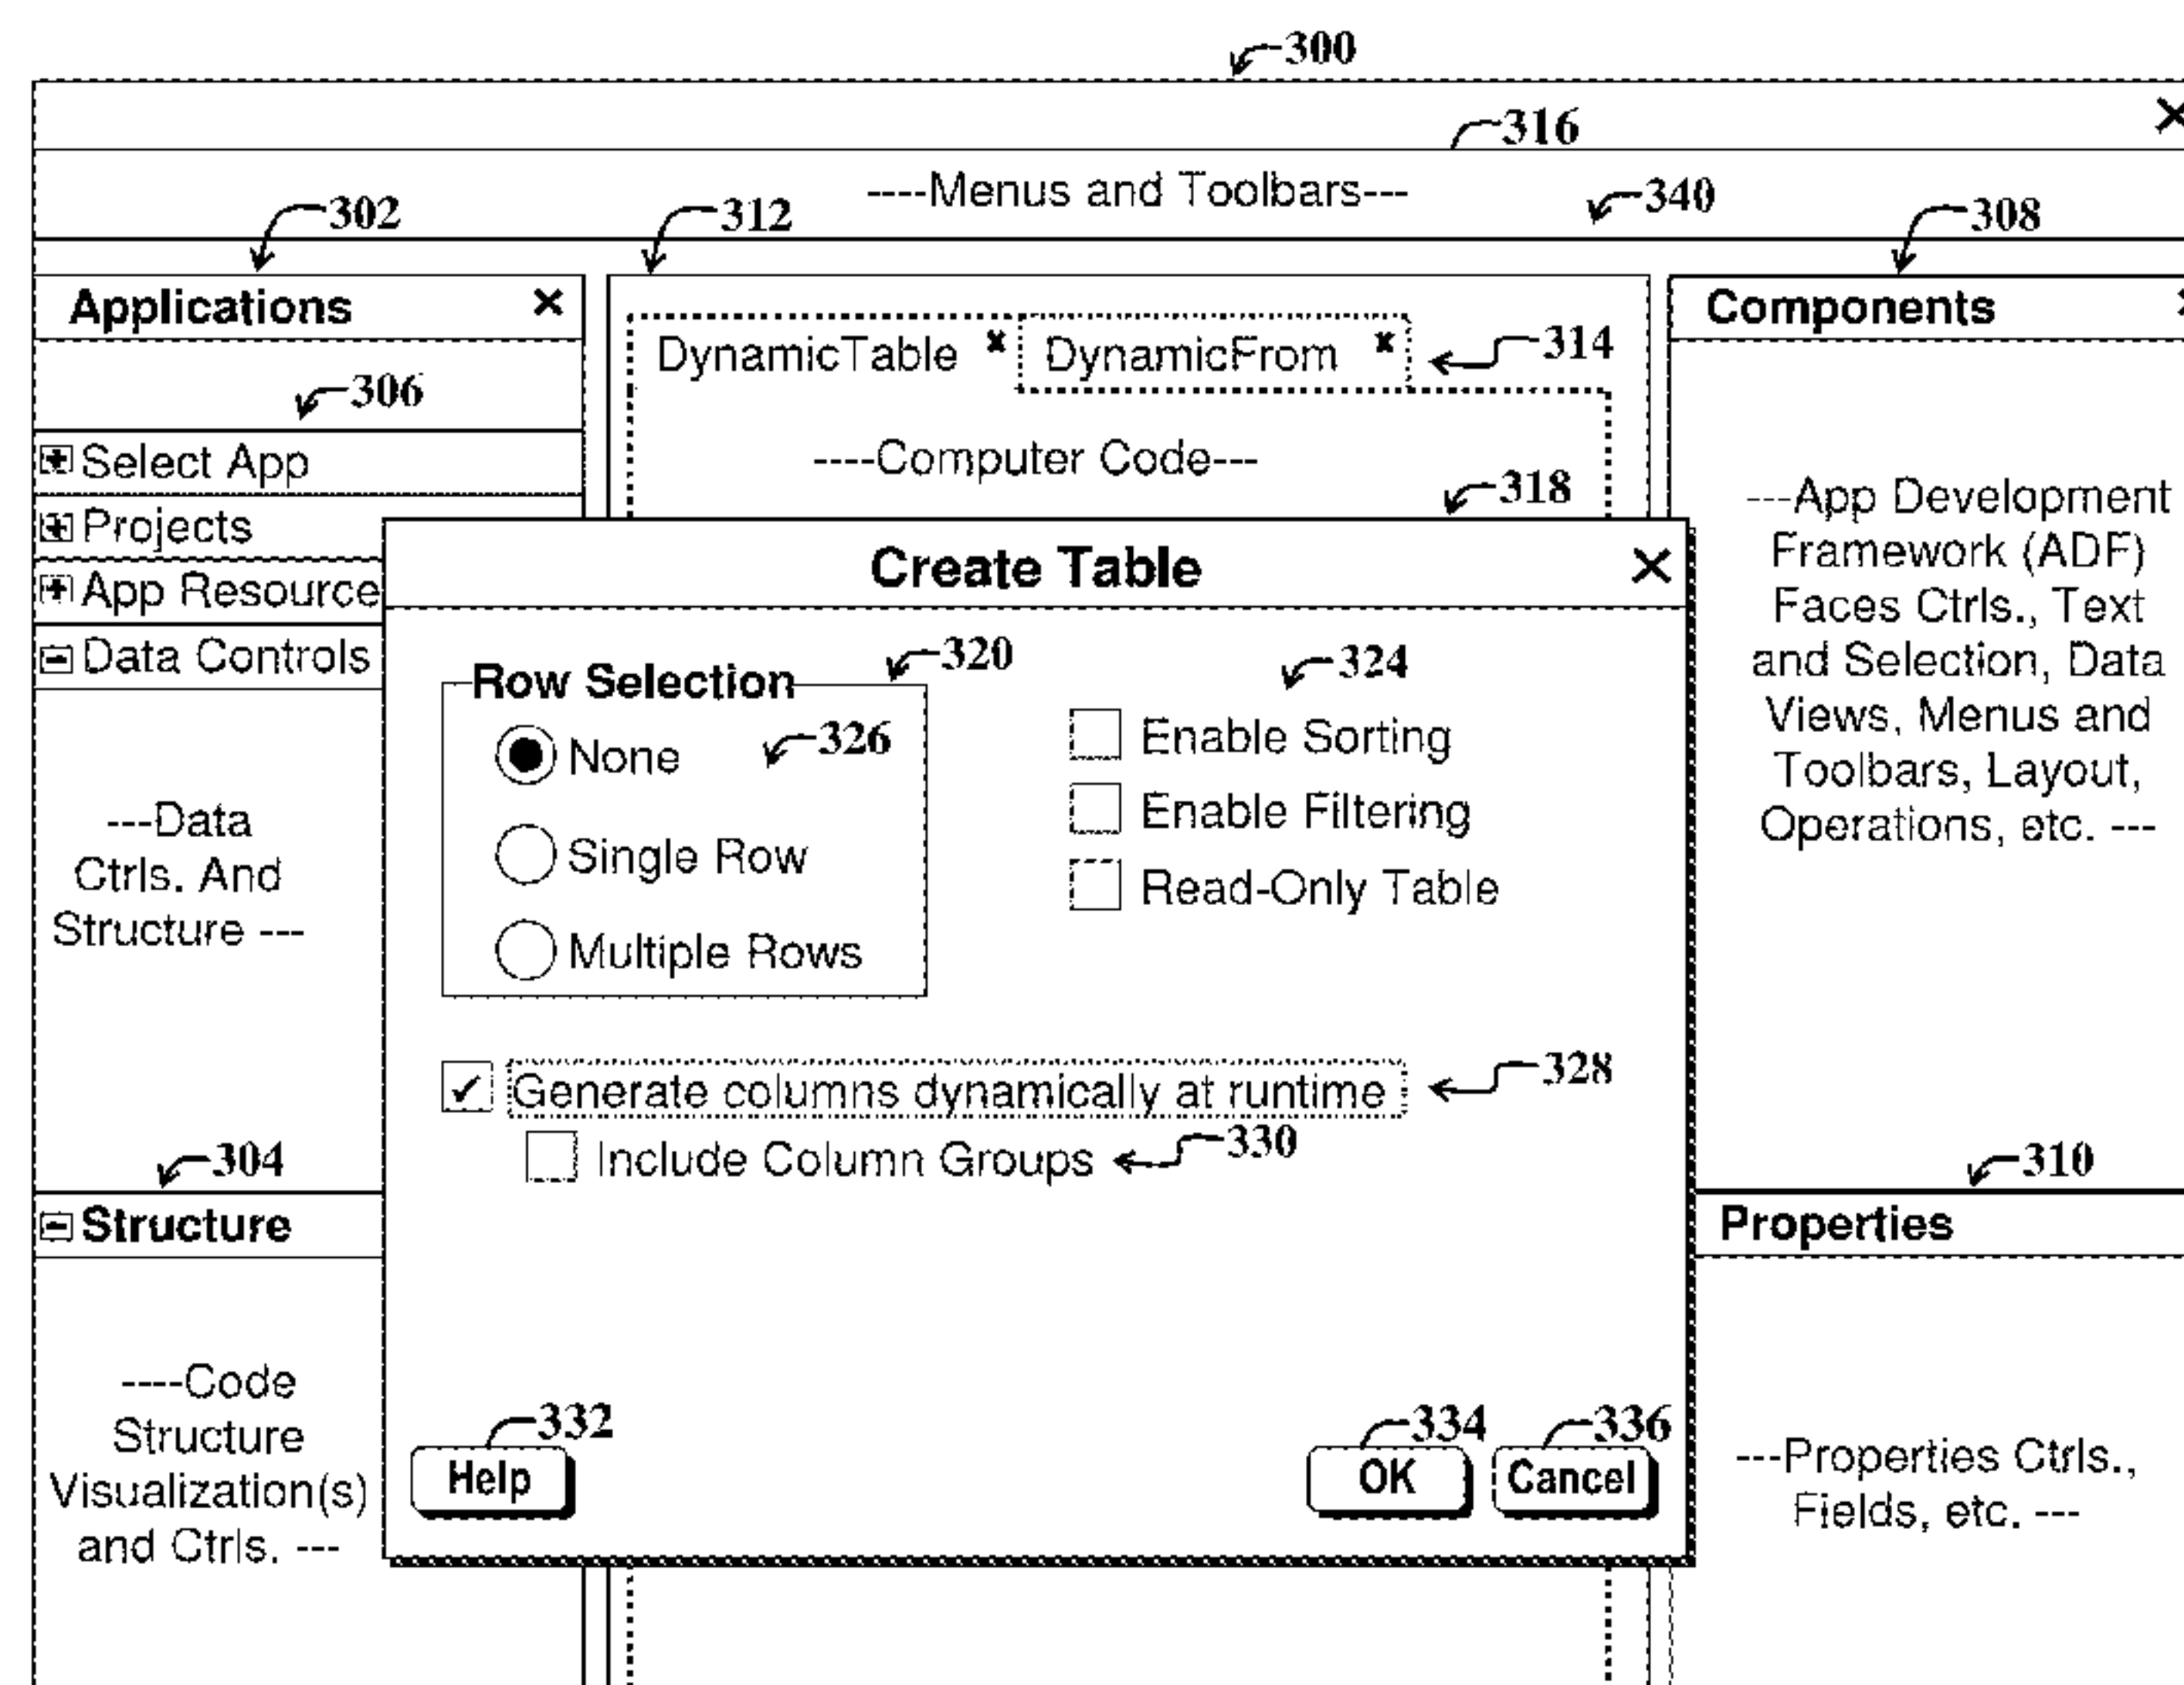 300
316
----Menus and Toolbars---
340
302
312
308
Applications
306
Select App
Projects
App Resource
Data Controls
---Data
Ctrls. And
Structure ---
304
Structure
----Code
Structure
Visualization(s)
and Ctrls. ---
DynamicTable
DynamicFrom
314
----Computer Code---
318
Create Table
Row Selection
320
None
326
Single Row
Multiple Rows
324
Enable Sorting
Enable Filtering
Read-Only Table
Generate columns dynamically at runtime
328
Include Column Groups
330
332
Help
334
OK
336
Cancel
Components
---App Development
Framework (ADF)
Faces Ctrls., Text
and Selection, Data
Views, Menus and
Toolbars, Layout,
Operations, etc. ---
310
Properties
---Properties Ctrls.,
Fields, etc. ---